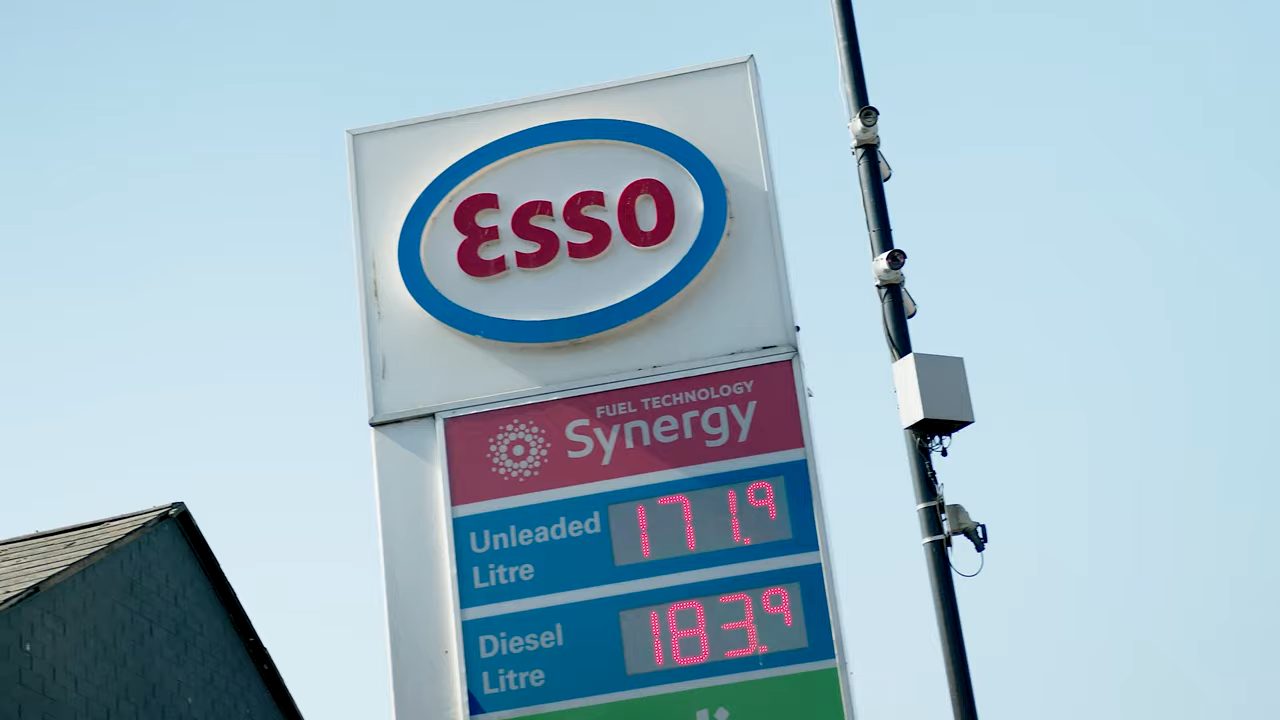 Esso
FUEL TECHNOLOGY
Synergy
Unleaded
Litre
171.9
Diesel
Litre
183.9